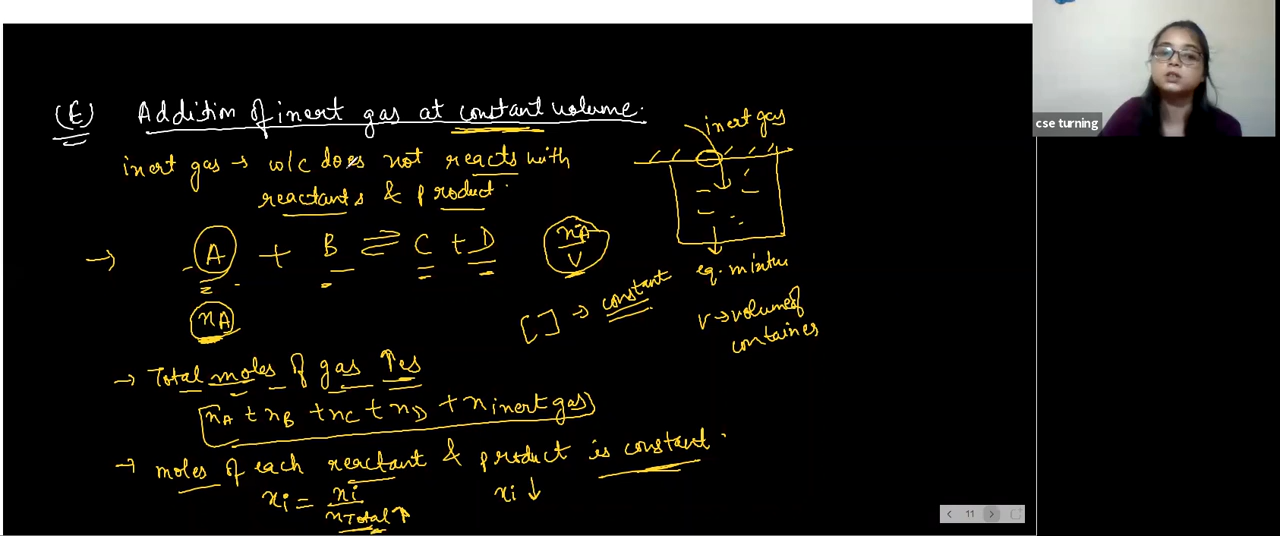 (E) Addition of inert gas at constant volume.
inert gas → w/c does not reacts with
reactants & product.
inert gas
→ A + B ⇌ C + D
nA
nA/V
eq. mixtue
[ ] → constant
V → volume of
container
→ Total moles of gas ↑es
[nA + nB + nC + nD + n inert gas]
→ moles of each reactant & product is constant.
xi = ni/nTotal ↑
xi ↓
cse turning
11